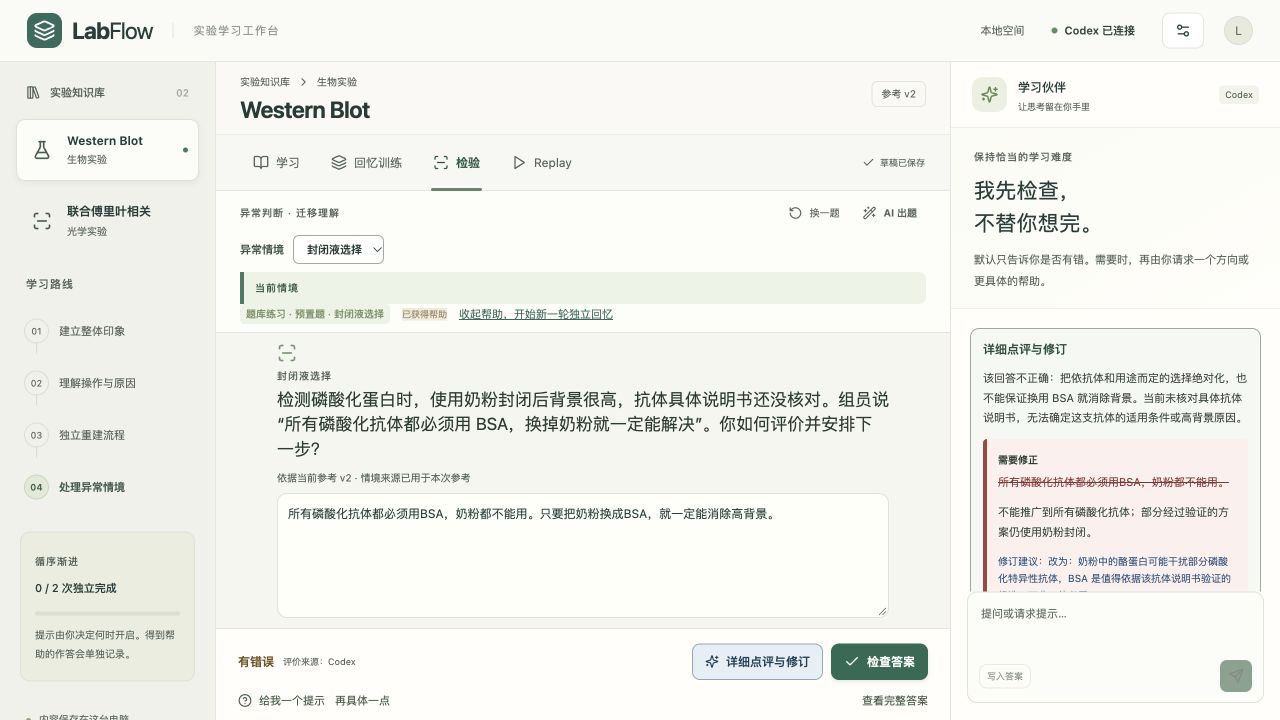 LabFlow
实验学习工作台
本地空间
Codex 已连接
L
实验知识库
02
Western Blot
生物实验
联合傅里叶相关
光学实验
学习路线
01
建立整体印象
02
理解操作与原因
03
独立重建流程
04
处理异常情境
循序渐进
0 / 2 次独立完成
提示由你决定何时开启。得到帮
助的作答会单独记录。
内容保存在这台电脑
实验知识库
生物实验
Western Blot
参考 v2
学习
回忆训练
检验
Replay
草稿已保存
异常判断 · 迁移理解
换一题
AI 出题
异常情境
封闭液选择
当前情境
题库练习 · 预置题 · 封闭液选择
已获得帮助
收起帮助，开始新一轮独立回忆
封闭液选择
检测磷酸化蛋白时，使用奶粉封闭后背景很高，抗体具体说明书还没核对。组员说
“所有磷酸化抗体都必须用 BSA，换掉奶粉就一定能解决”。你如何评价并安排下
一步？
依据当前参考 v2 · 情境来源已用于本次参考
所有磷酸化抗体都必须用BSA，奶粉都不能用。只要把奶粉换成BSA，就一定能消除高背景。
有错误
评价来源：Codex
详细点评与修订
检查答案
给我一个提示
再具体一点
查看完整答案
学习伙伴
让思考留在你手里
Codex
保持恰当的学习难度
我先检查，
不替你想完。
默认只告诉你是否有错。需要时，再由你请求一个方向或
更具体的帮助。
详细点评与修订
该回答不正确：把依抗体和用途而定的选择绝对化，也
不能保证换用 BSA 就消除背景。当前未核对具体抗体
说明书，无法确定这支抗体的适用条件或高背景原因。
需要修正
所有磷酸化抗体都必须用BSA，奶粉都不能用。
不能推广到所有磷酸化抗体；部分经过验证的方
案仍使用奶粉封闭。
修订建议：改为：奶粉中的酪蛋白可能干扰部分磷酸
化特异性抗体，BSA 是值得依据该抗体说明书验证的
提问或请求提示...
写入答案